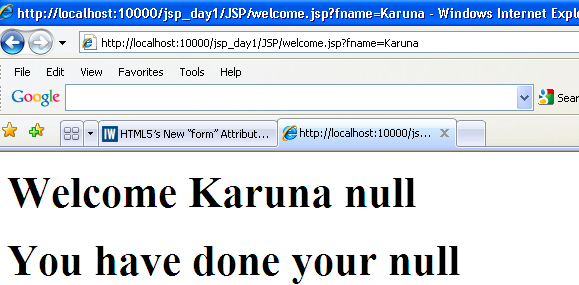 http://localhost:10000/jsp_day1/JSP/welcome.jsp?fname=Karuna - Windows Internet Explo
http://localhost:10000/jsp_day1/JSP/welcome.jsp?fname=Karuna
File Edit View Favorites Tools Help
Google Sear
HTML5's New "form" Attribut... http://localhost:10000/js...
Welcome Karuna null
You have done your null